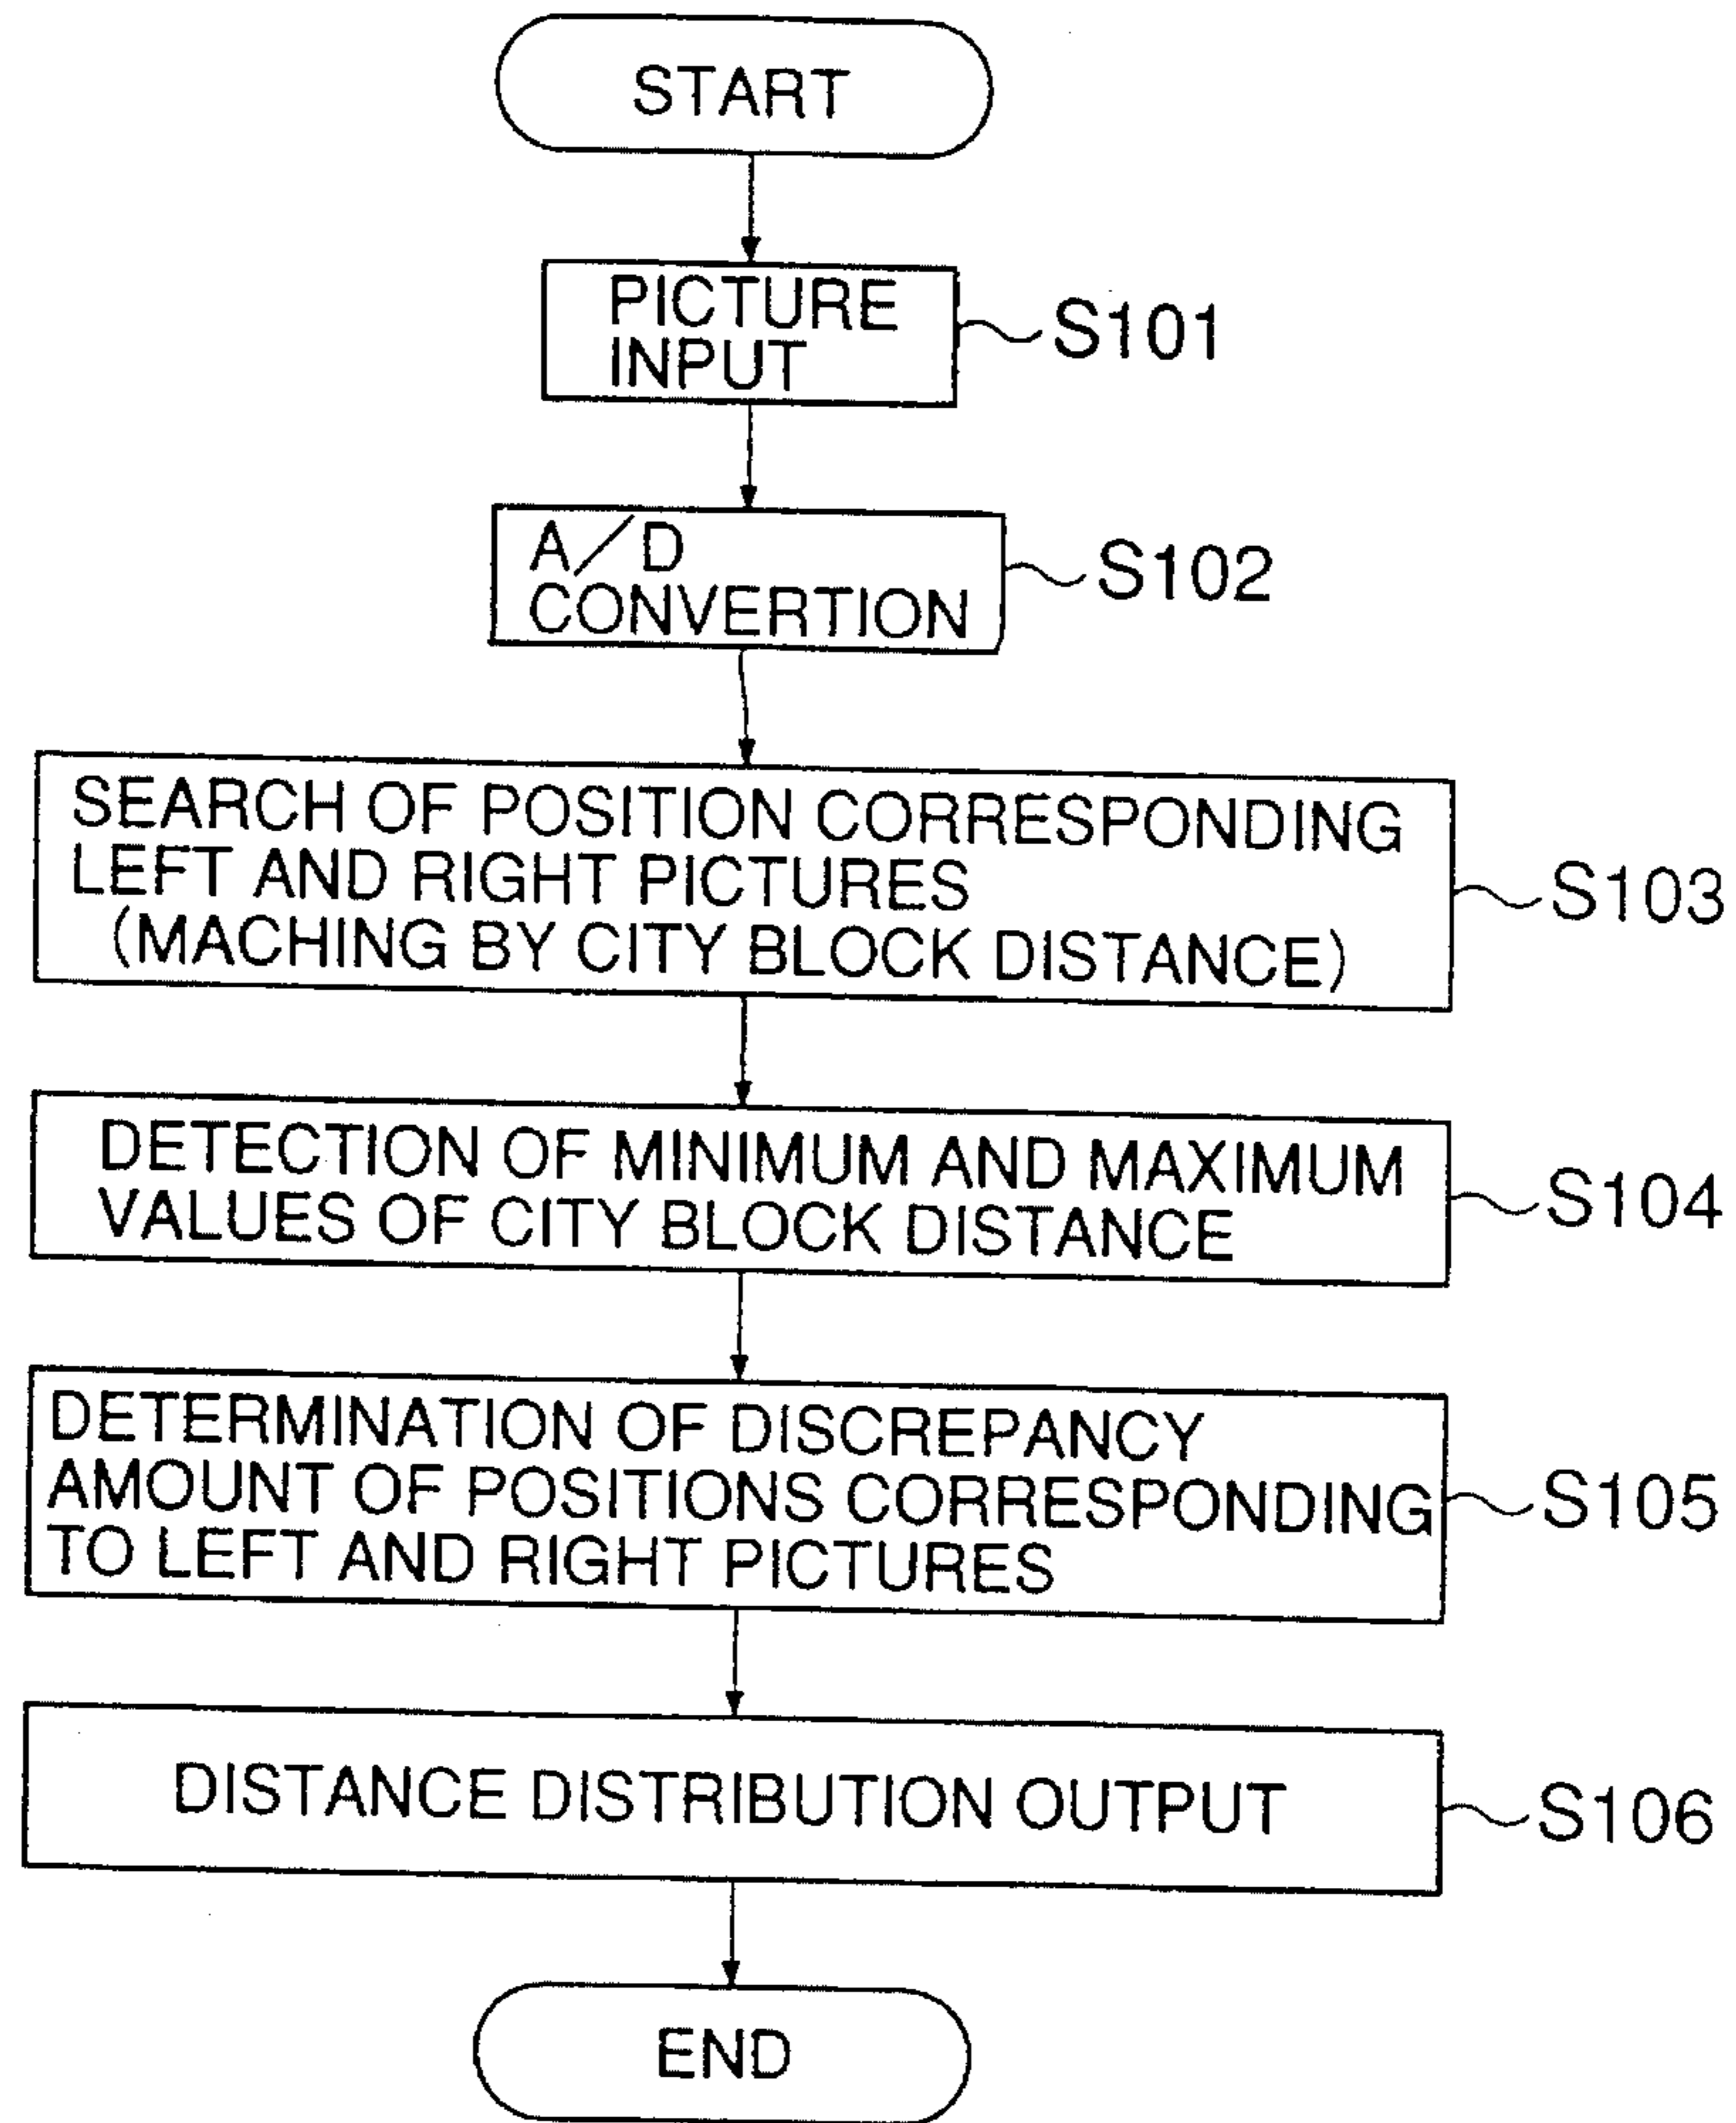 START
PICTURE
INPUT
S101
A/D
CONVERTION
S102
SEARCH OF POSITION CORRESPONDING
LEFT AND RIGHT PICTURES
(MACHING BY CITY BLOCK DISTANCE)
S103
DETECTION OF MINIMUM AND MAXIMUM
VALUES OF CITY BLOCK DISTANCE
S104
DETERMINATION OF DISCREPANCY
AMOUNT OF POSITIONS CORRESPONDING
TO LEFT AND RIGHT PICTURES
S105
DISTANCE DISTRIBUTION OUTPUT
S106
END